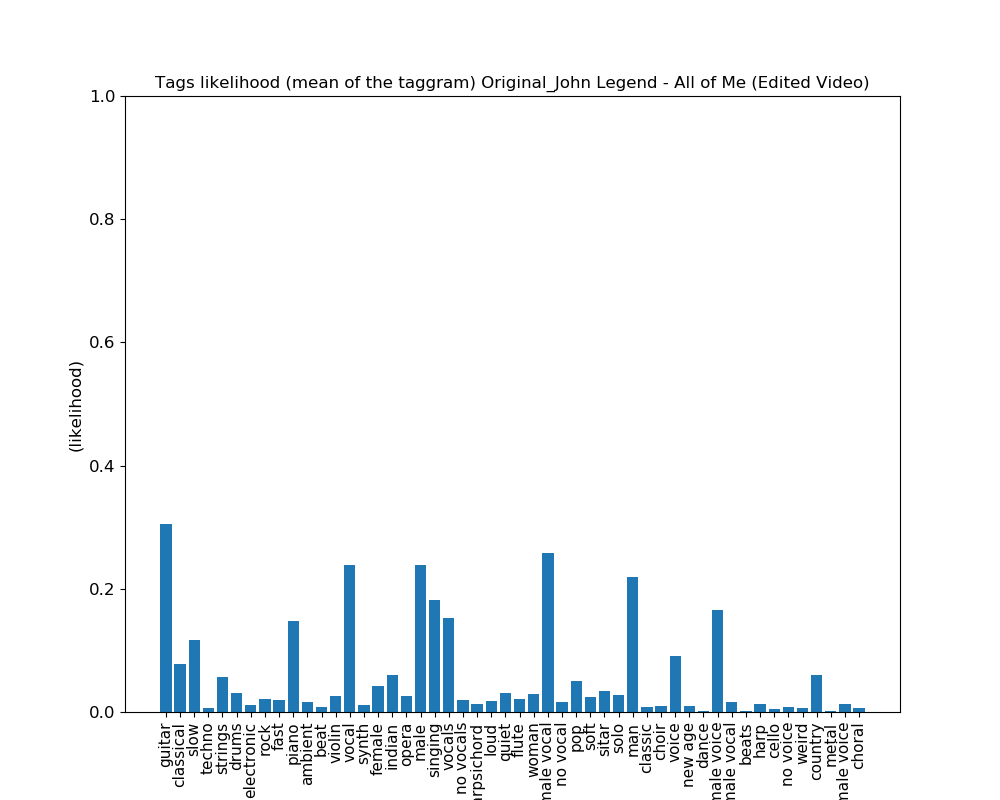 Tags likelihood (mean of the taggram) Original_John Legend - All of Me (Edited Video)
1.0
0.8
0.6
0.4
0.2
0.0
(likelihood)
guitar
classical
slow
techno
strings
drums
electronic
rock
fast
piano
ambient
beat
violin
vocal
synth
female
indian
opera
male
singing
vocals
no vocals
arpsichord
loud
quiet
flute
woman
male vocal
no vocal
pop
soft
sitar
solo
man
classic
choir
voice
new age
dance
male voice
male vocal
beats
harp
cello
no voice
weird
country
metal
male voice
choral